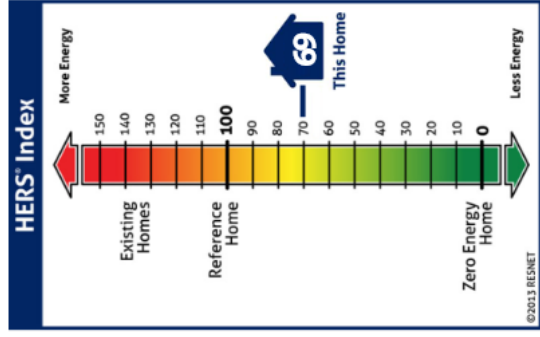 HERS® Index
More Energy
150
140
130
120
110
100
90
80
70
60
50
40
30
20
10
0
Existing
Homes
Reference
Home
Zero Energy
Home
69
This Home
Less Energy
©2013 RESNET